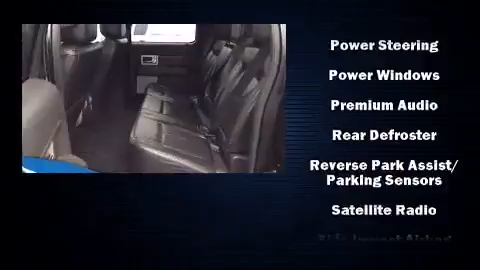 Power Steering
Power Windows
Premium Audio
Rear Defroster
Reverse Park Assist/
Parking Sensors
Satellite Radio